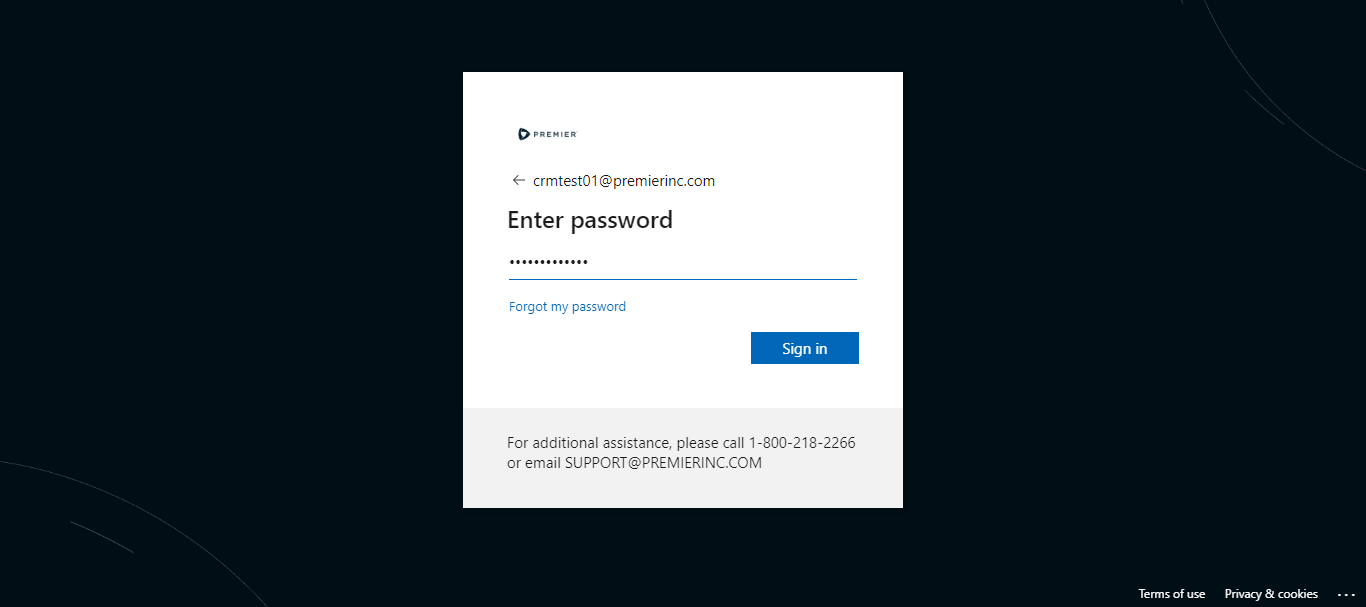 PREMIER
crmtest01@premierinc.com
Enter password
•••••••••••••
Forgot my password
Sign in
For additional assistance, please call 1-800-218-2266
or email SUPPORT@PREMIERINC.COM
Terms of use Privacy & cookies ...